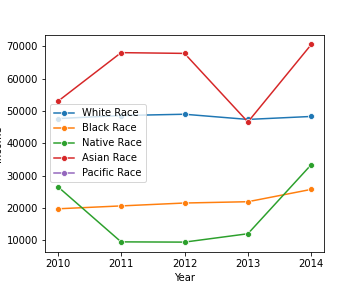 70000
60000
50000
40000
30000
20000
10000
White Race
Black Race
Native Race
Asian Race
Pacific Race
2010 2011 2012 2013 2014
Year